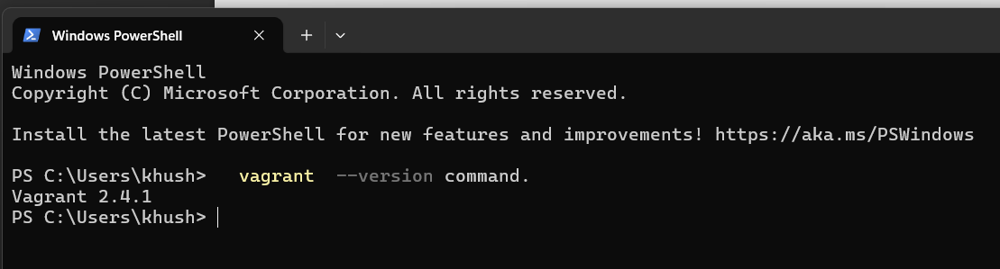 Windows PowerShell
Windows PowerShell
Copyright (C) Microsoft Corporation. All rights reserved.
Install the latest PowerShell for new features and improvements! https://aka.ms/PSWindows
PS C:\Users\khush>   vagrant  --version command.
Vagrant 2.4.1
PS C:\Users\khush>